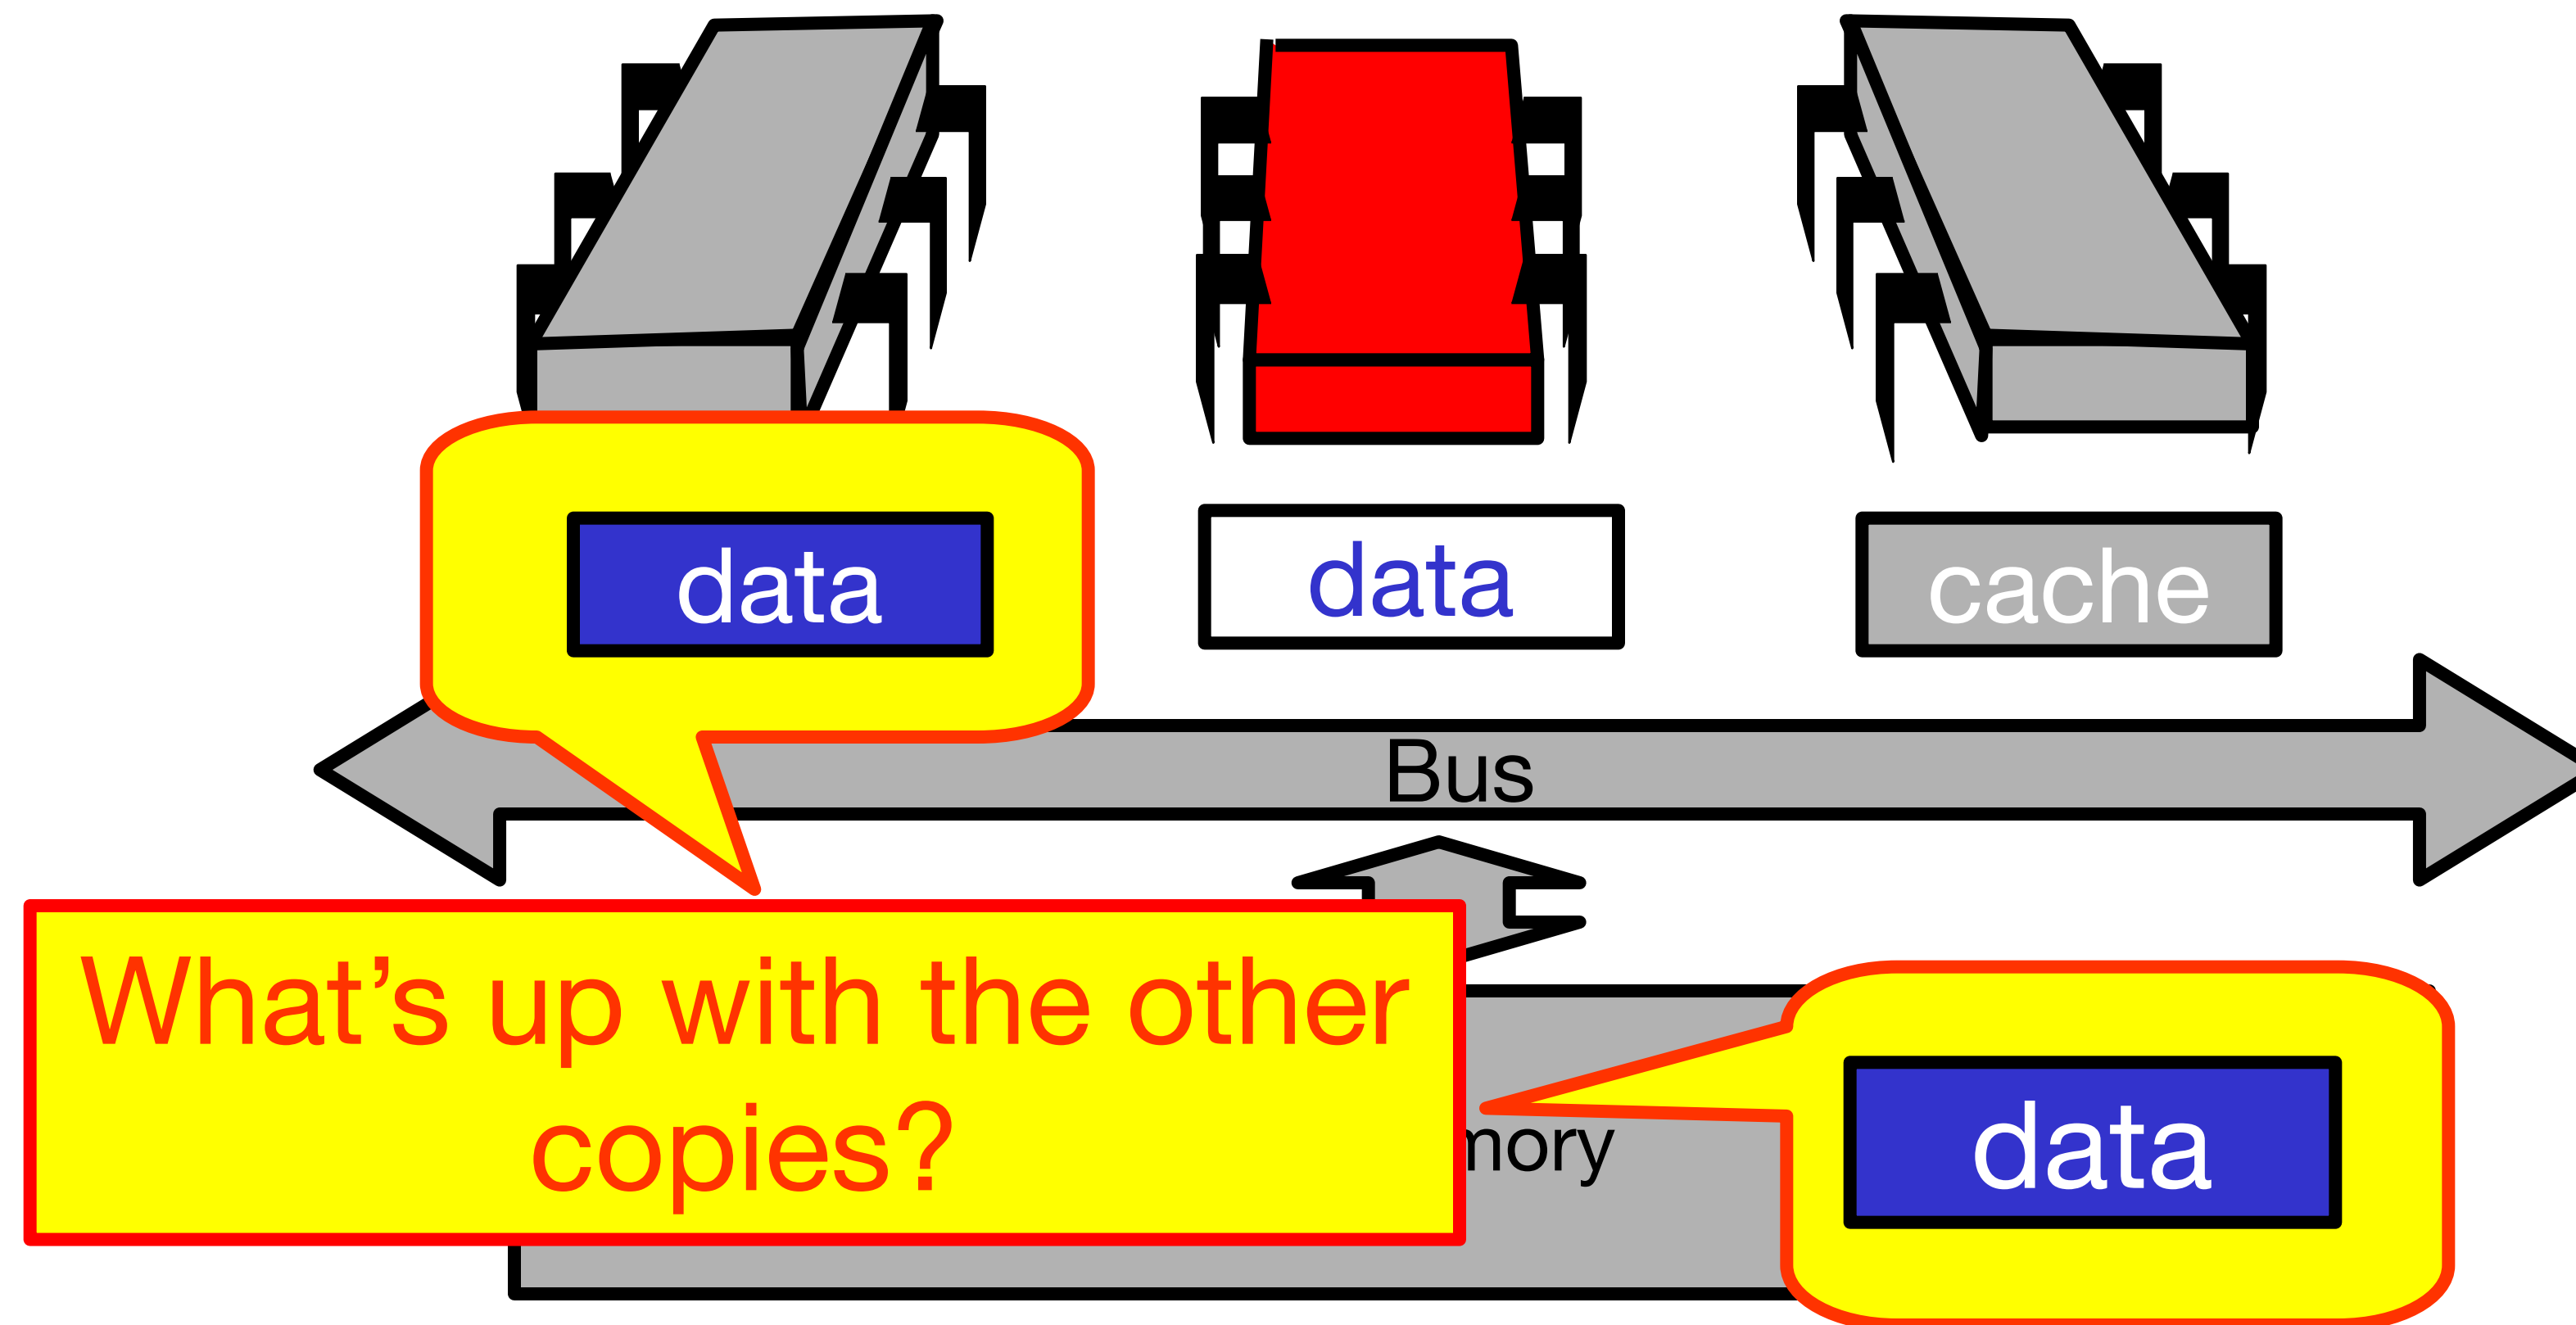 data
data
cache
Bus
What’s up with the other
copies?
mory
data